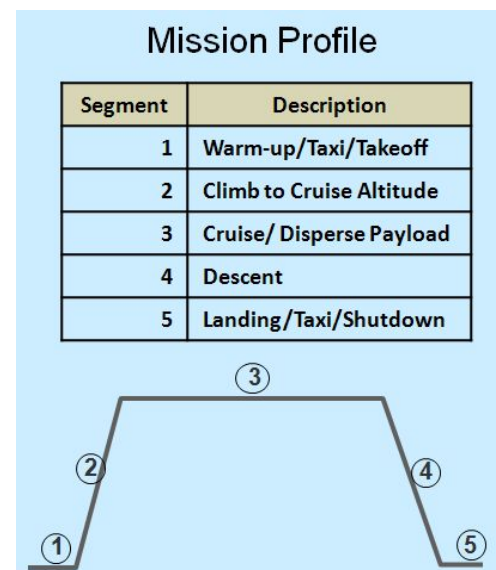 Mission Profile
Segment Description
1 Warm-up/Taxi/Takeoff
2 Climb to Cruise Altitude
3 Cruise/ Disperse Payload
4 Descent
5 Landing/Taxi/Shutdown
3
2
4
1
5